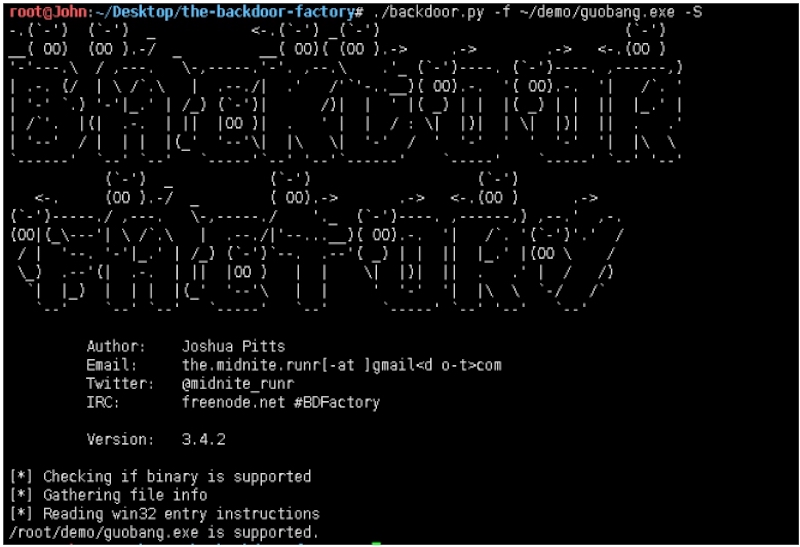 root@John:~/Desktop/the-backdoor-factory# ./backdoor.py -f ~/demo/guobang.exe -S
BACKDOOR
FACTORY
Author: Joshua Pitts
Email: the.midnite.runr[-at ]gmail<d o-t>com
Twitter: @midnite_runr
IRC: freenode.net #BDFactory
Version: 3.4.2
[*] Checking if binary is supported
[*] Gathering file info
[*] Reading win32 entry instructions
/root/demo/guobang.exe is supported.